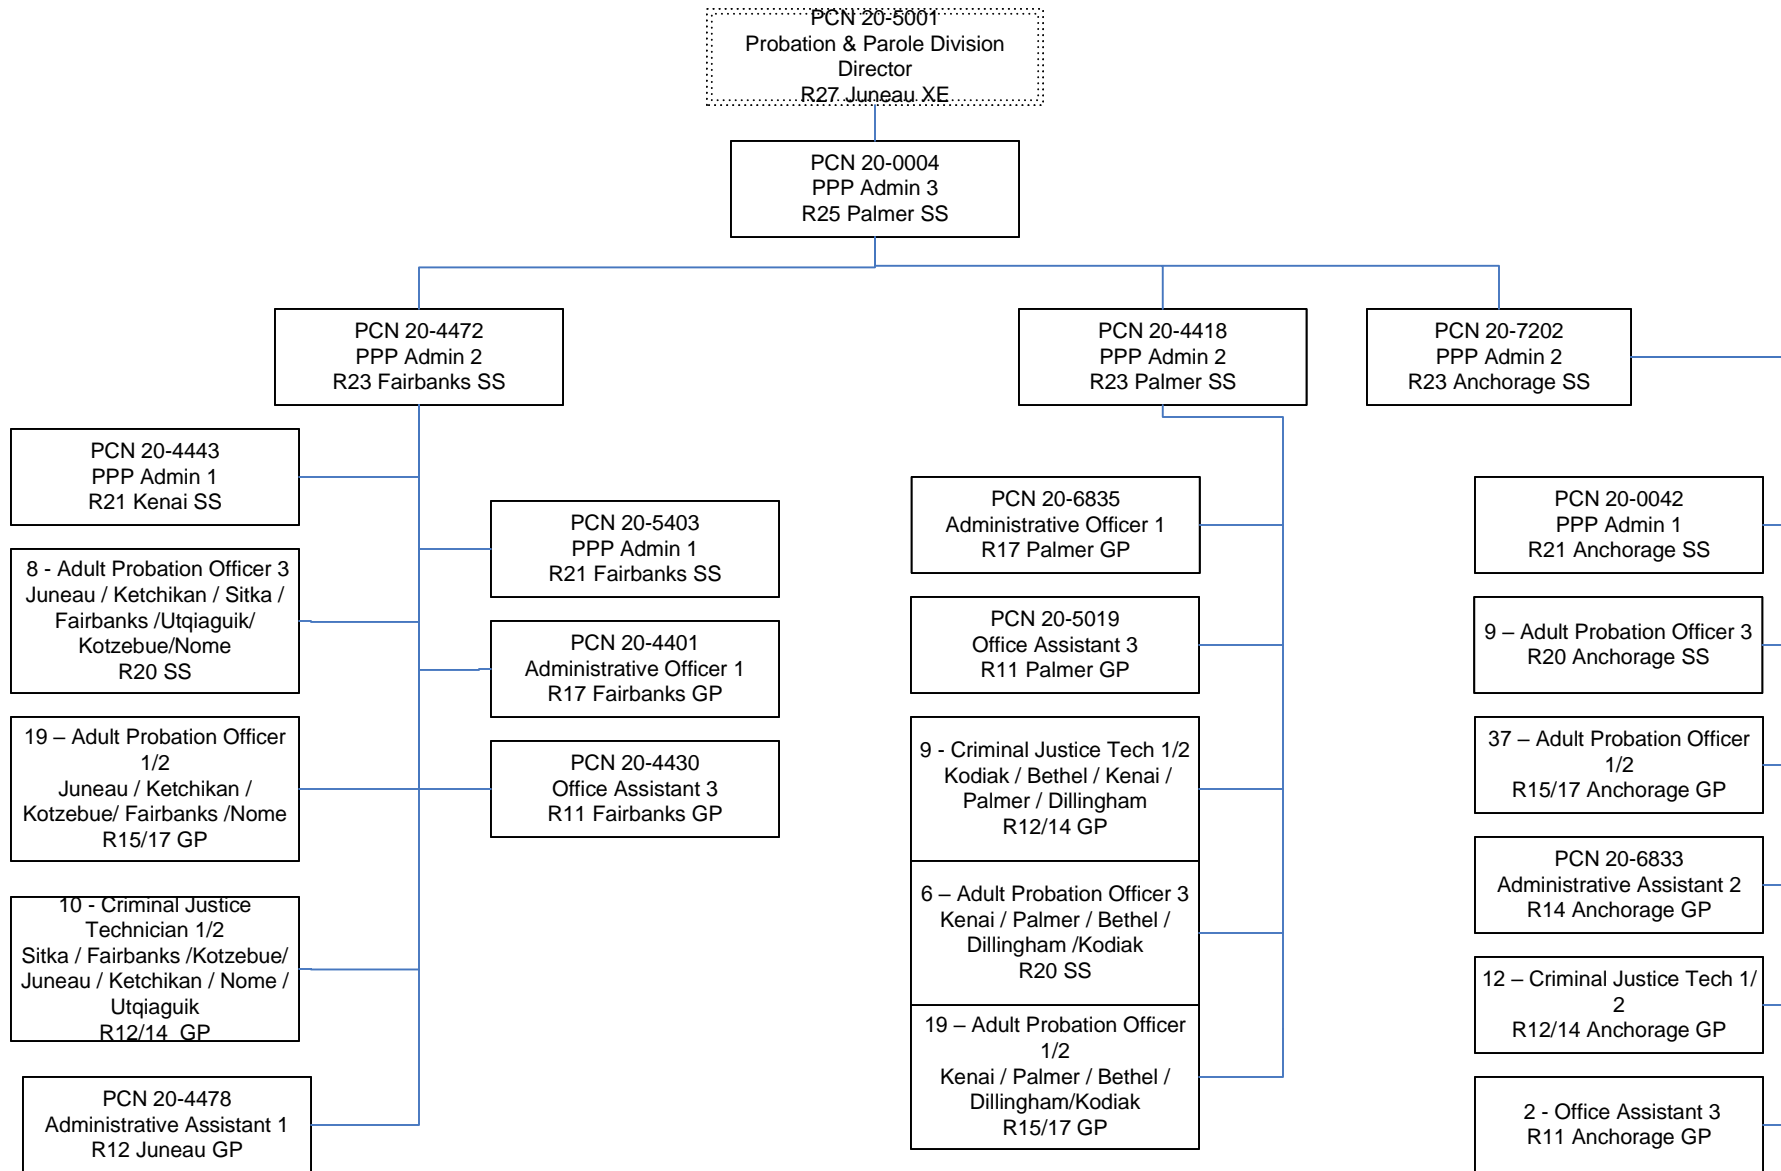 PCN 20-5001
Probation & Parole Division
Director
R27 Juneau XE
PCN 20-0004
PPP Admin 3
R25 Palmer SS
PCN 20-4472
PPP Admin 2
R23 Fairbanks SS
PCN 20-4418
PPP Admin 2
R23 Palmer SS
PCN 20-7202
PPP Admin 2
R23 Anchorage SS
PCN 20-4443
PPP Admin 1
R21 Kenai SS
8 - Adult Probation Officer 3
Juneau / Ketchikan / Sitka /
Fairbanks /Utqiaguik/
Kotzebue/Nome
R20 SS
19 – Adult Probation Officer
1/2
Juneau / Ketchikan /
Kotzebue/ Fairbanks /Nome
R15/17 GP
10 - Criminal Justice
Technician 1/2
Sitka / Fairbanks /Kotzebue/
Juneau / Ketchikan / Nome /
Utqiaguik
R12/14  GP
PCN 20-4478
Administrative Assistant 1
R12 Juneau GP
PCN 20-5403
PPP Admin 1
R21 Fairbanks SS
PCN 20-4401
Administrative Officer 1
R17 Fairbanks GP
PCN 20-4430
Office Assistant 3
R11 Fairbanks GP
PCN 20-6835
Administrative Officer 1
R17 Palmer GP
PCN 20-5019
Office Assistant 3
R11 Palmer GP
9 - Criminal Justice Tech 1/2
Kodiak / Bethel / Kenai /
Palmer / Dillingham
R12/14 GP
6 – Adult Probation Officer 3
Kenai / Palmer / Bethel /
Dillingham /Kodiak
R20 SS
19 – Adult Probation Officer
1/2
Kenai / Palmer / Bethel /
Dillingham/Kodiak
R15/17 GP
PCN 20-0042
PPP Admin 1
R21 Anchorage SS
9 – Adult Probation Officer 3
R20 Anchorage SS
37 – Adult Probation Officer
1/2
R15/17 Anchorage GP
PCN 20-6833
Administrative Assistant 2
R14 Anchorage GP
12 – Criminal Justice Tech 1/
2
R12/14 Anchorage GP
2 - Office Assistant 3
R11 Anchorage GP